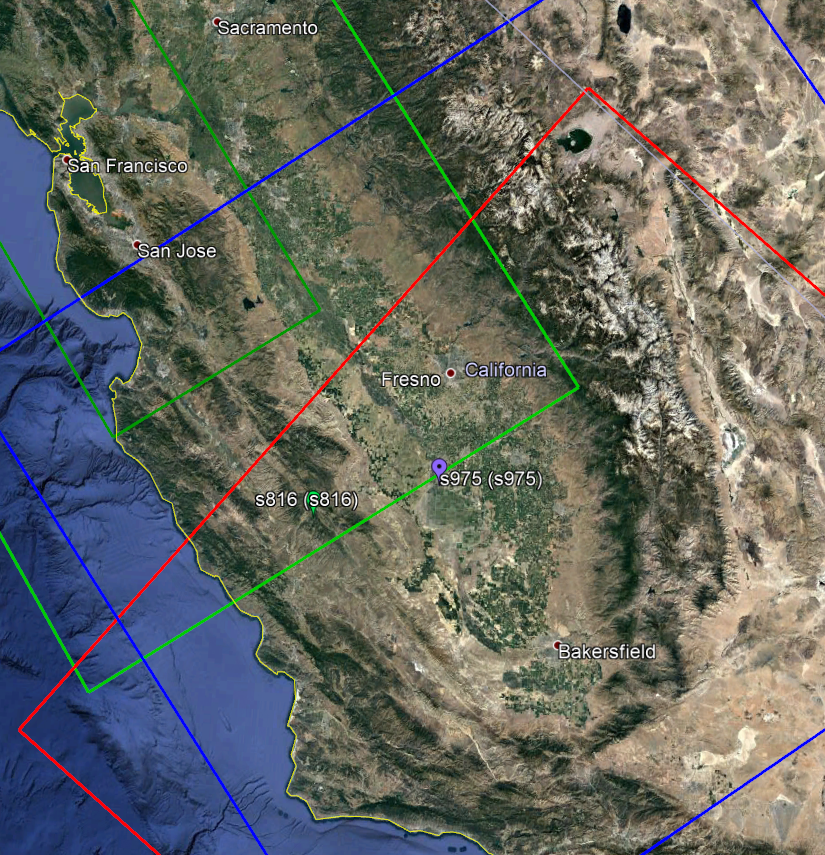 Sacramento
San Francisco
San Jose
Fresno
California
s975 (s975)
s816 (s816)
Bakersfield